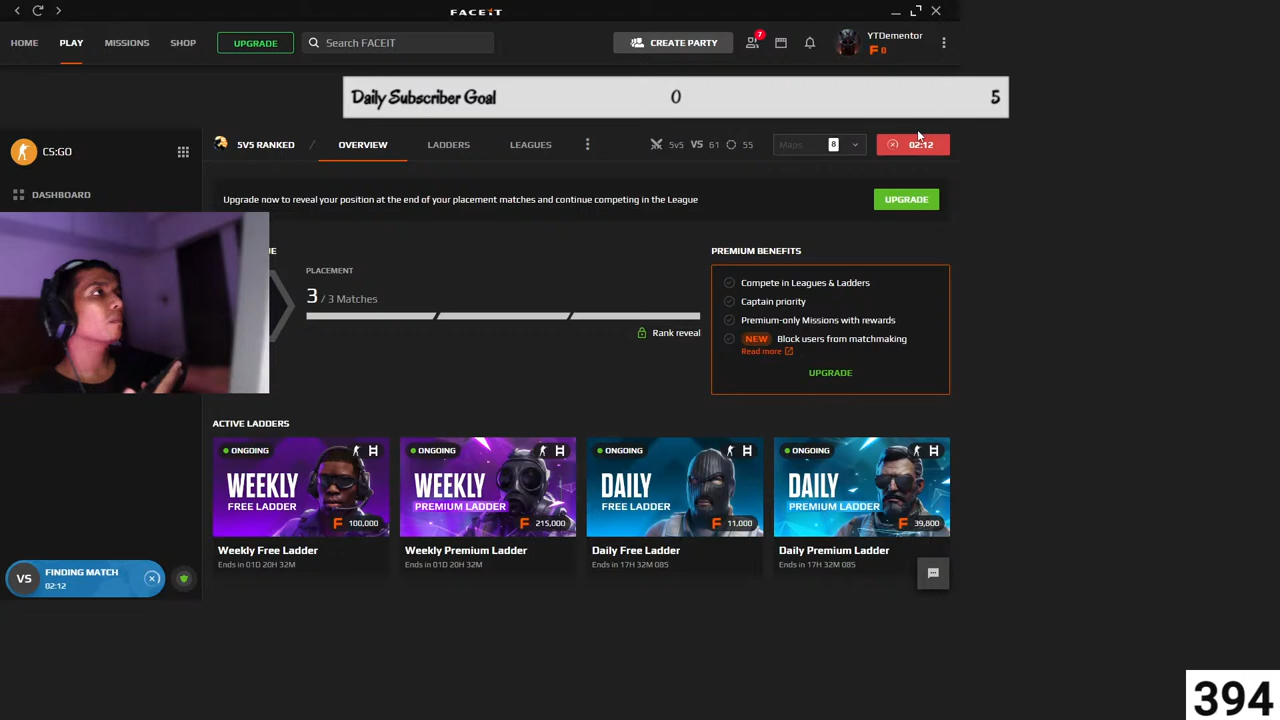 FACEIT
HOME PLAY MISSIONS SHOP UPGRADE Search FACEIT CREATE PARTY 7 YTDementor
F 0
Daily Subscriber Goal 0 5
CS:GO 5V5 RANKED / OVERVIEW LADDERS LEAGUES 5v5 VS 61 55 Maps 8 02:12
DASHBOARD
Upgrade now to reveal your position at the end of your placement matches and continue competing in the League UPGRADE
PREMIUM BENEFITS
PLACEMENT
3 / 3 Matches
Rank reveal
Compete in Leagues & Ladders
Captain priority
Premium-only Missions with rewards
NEW Block users from matchmaking
Read more
UPGRADE
ACTIVE LADDERS
ONGOING
WEEKLY
FREE LADDER
F 100,000
Weekly Free Ladder
Ends in 01D 20H 32M
ONGOING
WEEKLY
PREMIUM LADDER
F 215,000
Weekly Premium Ladder
Ends in 01D 20H 32M
ONGOING
DAILY
FREE LADDER
F 11,000
Daily Free Ladder
Ends in 17H 32M 08S
ONGOING
DAILY
PREMIUM LADDER
F 39,800
Daily Premium Ladder
Ends in 17H 32M 08S
VS FINDING MATCH
02:12
394